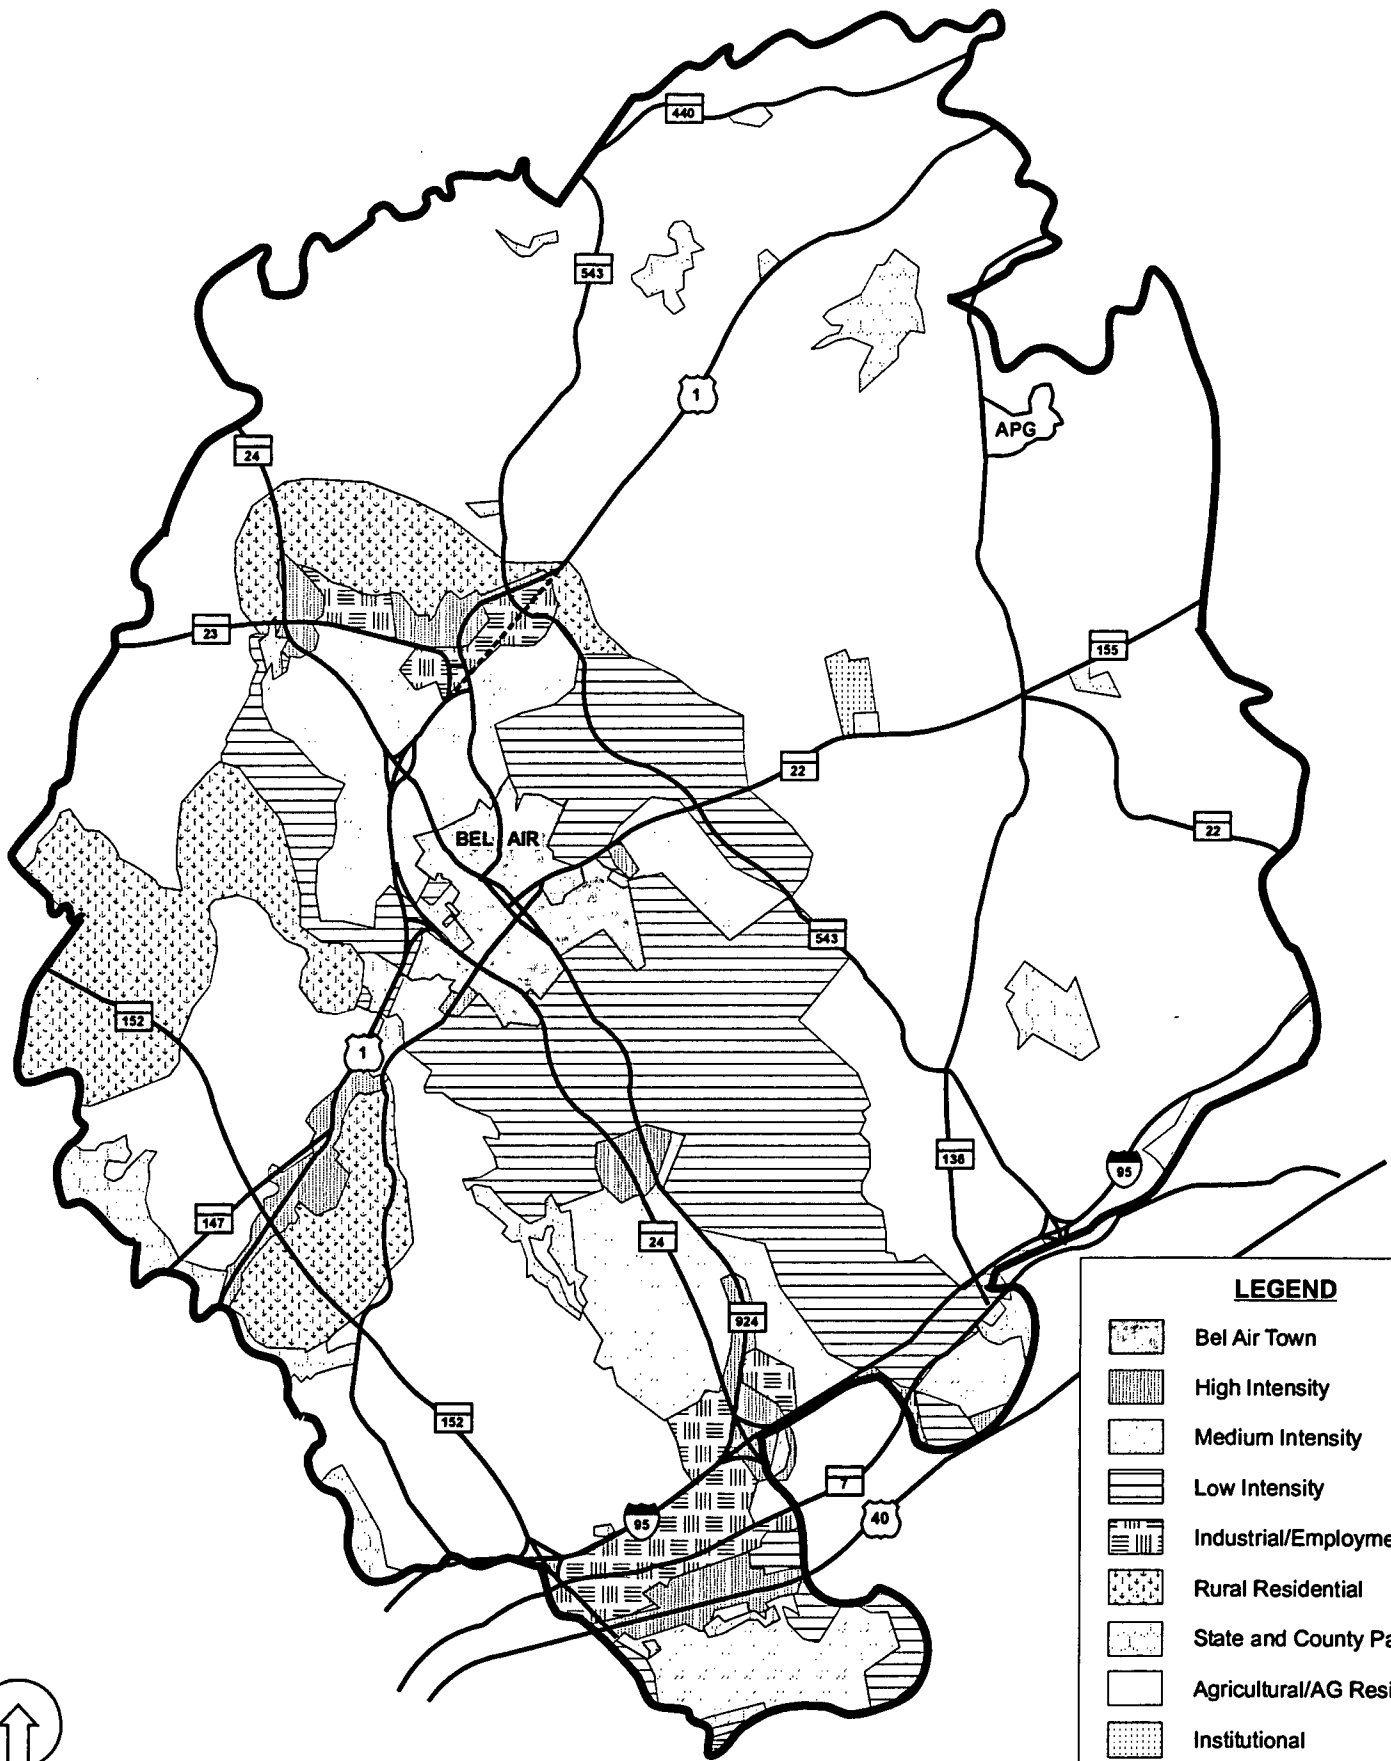 440
543
1
APG
24
23
155
22
22
BEL AIR
543
152
1
136
95
147
24
924
152
7
95
40
LEGEND
Bel Air Town
High Intensity
Medium Intensity
Low Intensity
Industrial/Employme
Rural Residential
State and County Pa
Agricultural/AG Resi
Institutional